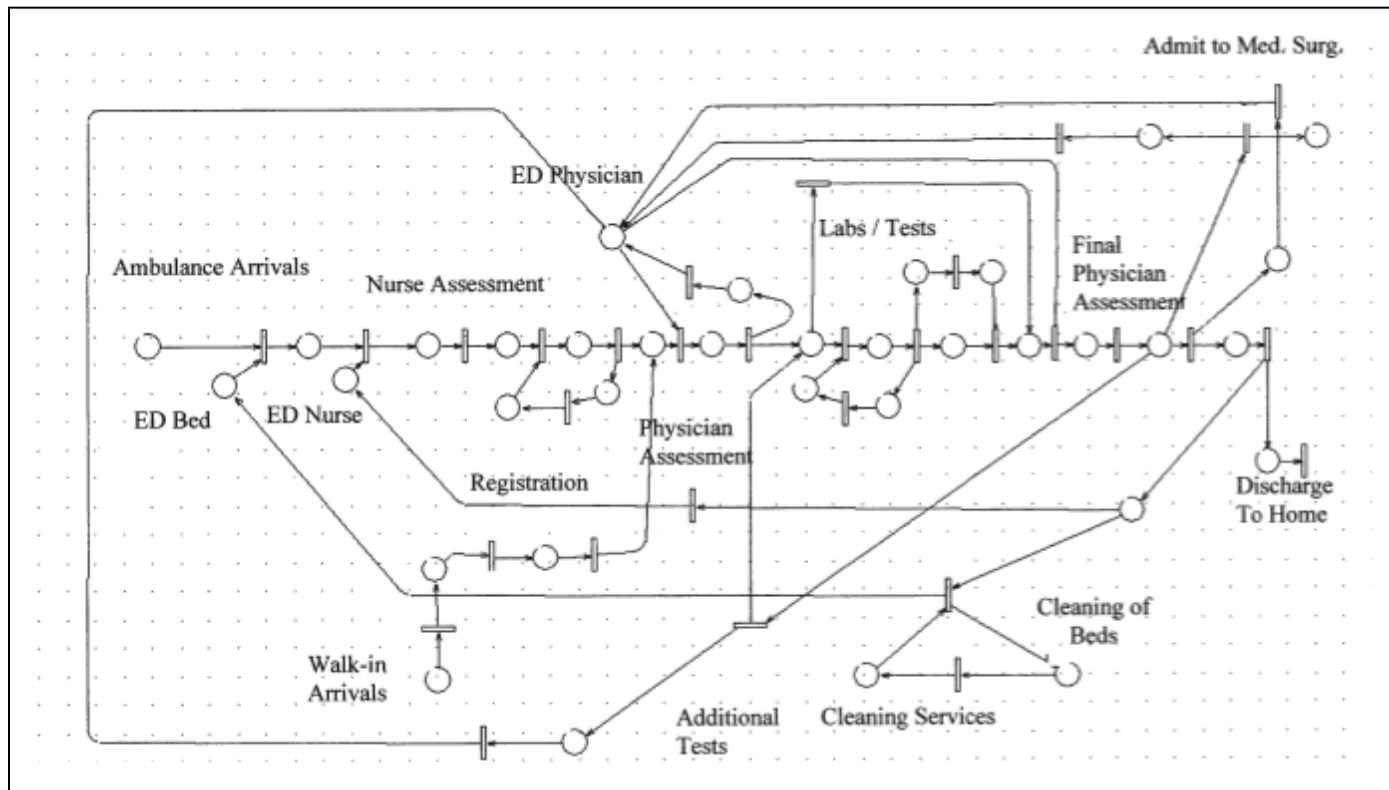 Admit to Med. Surg.
ED Physician
Labs / Tests
Final
Physician
Assessment
Ambulance Arrivals
Nurse Assessment
ED Bed
ED Nurse
Physician
Assessment
Registration
Discharge
To Home
Cleaning of
Beds
Walk-in
Arrivals
Additional
Tests
Cleaning Services